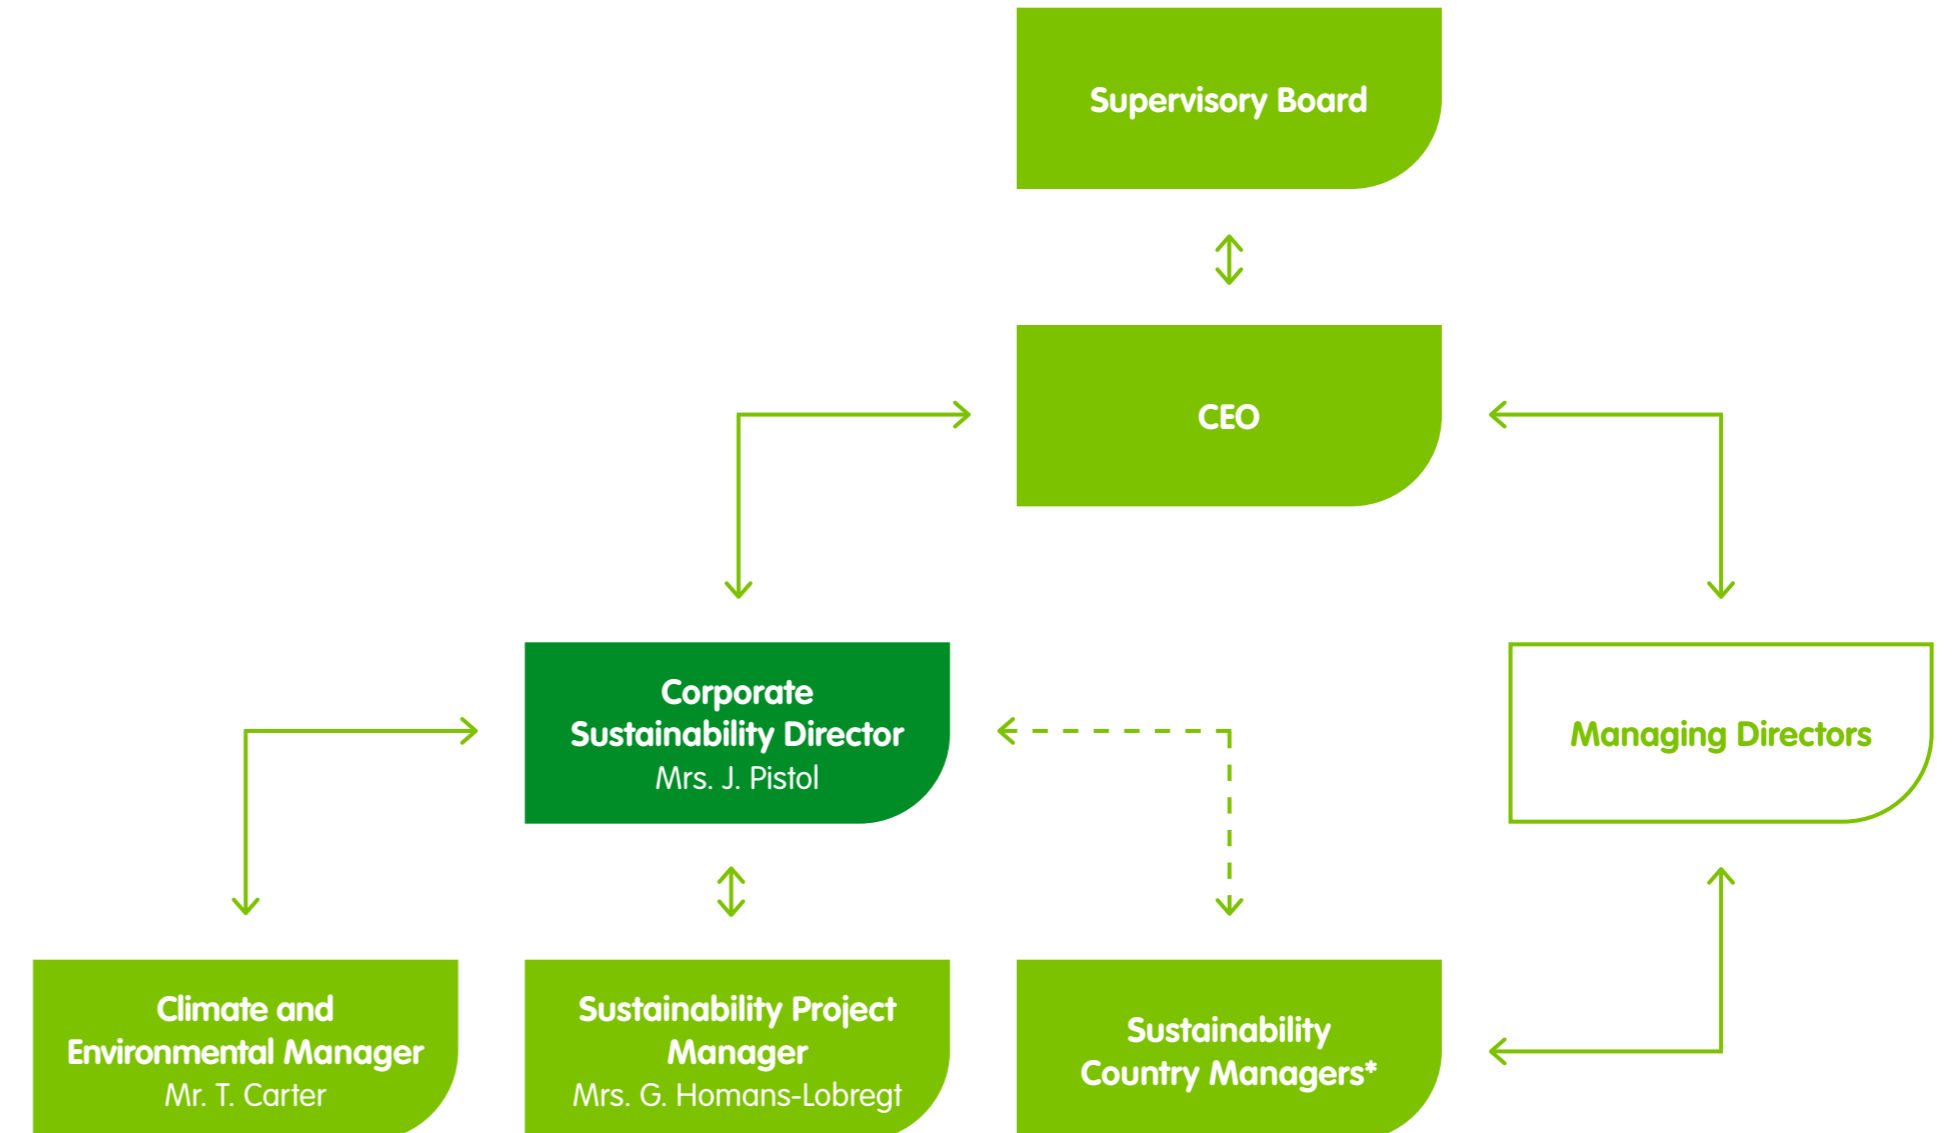 Supervisory Board
CEO
Corporate
Sustainability Director
Mrs. J. Pistol
Managing Directors
Climate and
Environmental Manager
Mr. T. Carter
Sustainability Project
Manager
Mrs. G. Homans-Lobregt
Sustainability
Country Managers*